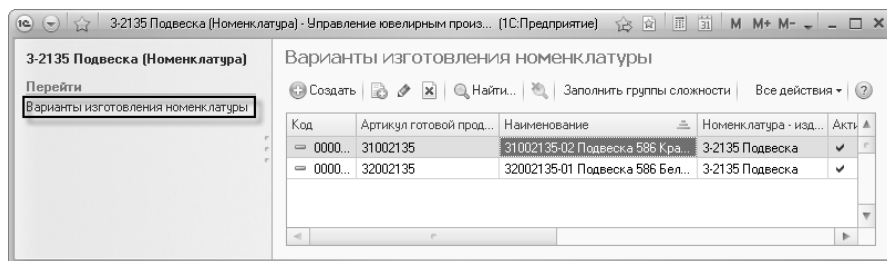 3-2135 Подвеска (Номенклатура) - Управление ювелирным произ... (1С:Предприятие) 31 M M+ M-
3-2135 Подвеска (Номенклатура)
Перейти
Варианты изготовления номенклатуры
Варианты изготовления номенклатуры
Создать Найти... Заполнить группы сложности Все действия ?
Код Артикул готовой прод... Наименование Номенклатура - изд... Акти
0000... 31002135 31002135-02 Подвеска 586 Кра... 3-2135 Подвеска
0000... 32002135 32002135-01 Подвеска 586 Бел... 3-2135 Подвеска